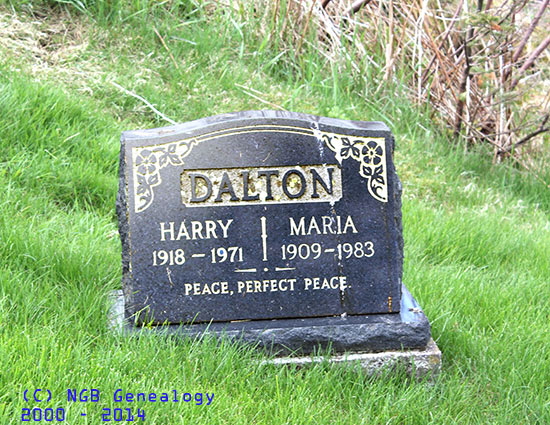 DALTON
HARRY MARIA
1918 - 1971 1909 - 1983
PEACE, PERFECT PEACE.
(C) NGB Genealogy
2000 - 2014